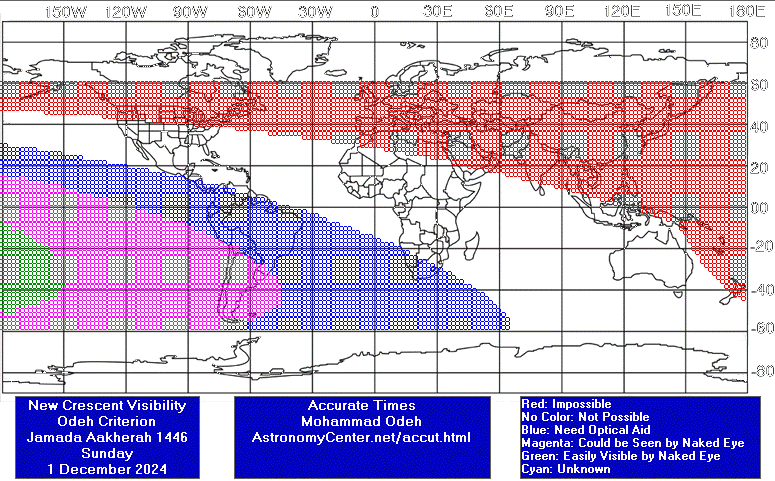 150W 120W 90W 60W 30W 0 30E 60E 90E 120E 150E 180E
80
60
40
20
00
-20
-40
-60
-80
New Crescent Visibility
Odeh Criterion
Jamada Aakherah 1446
Sunday
1 December 2024
Accurate Times
Mohammad Odeh
AstronomyCenter.net/accut.html
Red: Impossible
No Color: Not Possible
Blue: Need Optical Aid
Magenta: Could be Seen by Naked Eye
Green: Easily Visible by Naked Eye
Cyan: Unknown